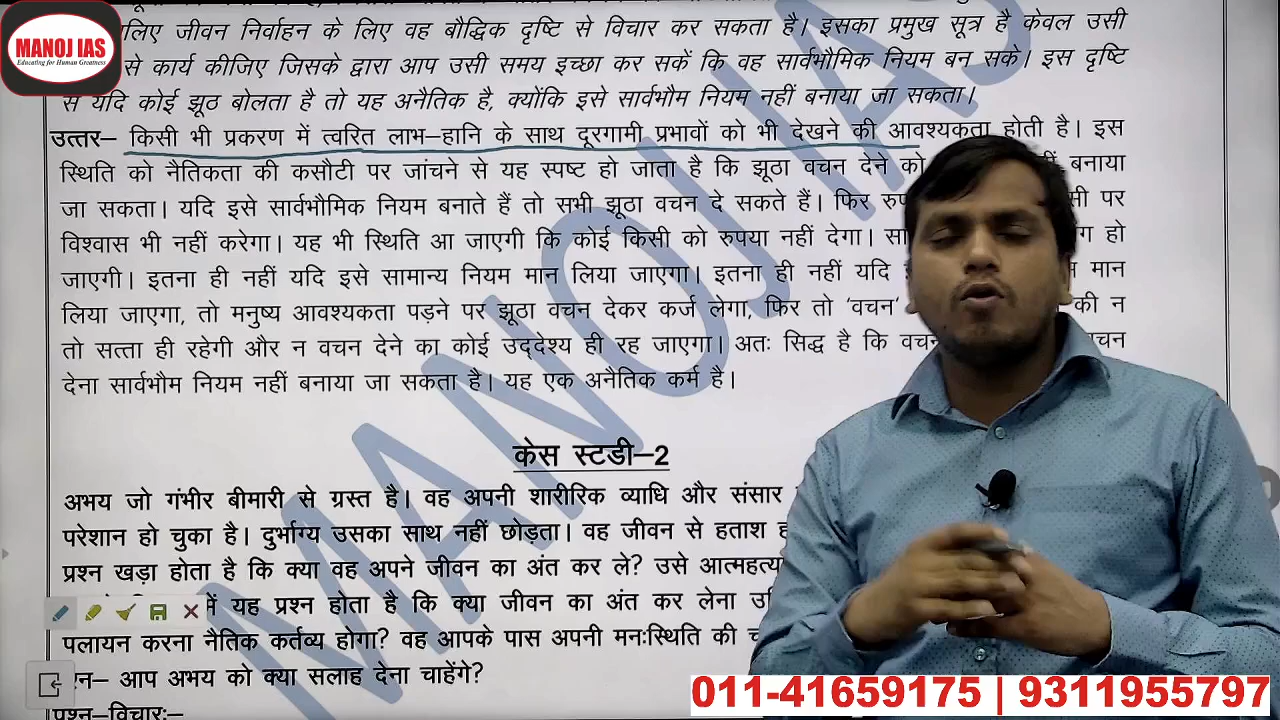 MANOJ IAS
Educating for Human Greatness
लिए जीवन निर्वाहन के लिए वह बौद्धिक दृष्टि से विचार कर सकता है। इसका प्रमुख सूत्र है केवल उसी
से कार्य कीजिए जिसके द्वारा आप उसी समय इच्छा कर सकें कि वह सार्वभौमिक नियम बन सके। इस दृष्टि
से यदि कोई झूठ बोलता है तो यह अनैतिक है, क्योंकि इसे सार्वभौम नियम नहीं बनाया जा सकता।
उत्तर– किसी भी प्रकरण में त्वरित लाभ–हानि के साथ दूरगामी प्रभावों को भी देखने की आवश्यकता होती है। इस
स्थिति को नैतिकता की कसौटी पर जांचने से यह स्पष्ट हो जाता है कि झूठा वचन देने को बनाया
जा सकता। यदि इसे सार्वभौमिक नियम बनाते हैं तो सभी झूठा वचन दे सकते हैं। फिर पर
विश्वास भी नहीं करेगा। यह भी स्थिति आ जाएगी कि कोई किसी को रुपया नहीं देगा। हो
जाएगी। इतना ही नहीं यदि इसे सामान्य नियम मान लिया जाएगा। इतना ही नहीं यदि मान
लिया जाएगा, तो मनुष्य आवश्यकता पड़ने पर झूठा वचन देकर कर्ज लेगा, फिर तो ‘वचन’ की न
तो सत्ता ही रहेगी और न वचन देने का कोई उद्देश्य ही रह जाएगा। अतः सिद्ध है कि
देना सार्वभौम नियम नहीं बनाया जा सकता है। यह एक अनैतिक कर्म है।
केस स्टडी–2
अभय जो गंभीर बीमारी से ग्रस्त है। वह अपनी शारीरिक व्याधि और संसार
परेशान हो चुका है। दुर्भाग्य उसका साथ नहीं छोड़ता। वह जीवन से हताश
प्रश्न खड़ा होता है कि क्या वह अपने जीवन का अंत कर ले? उसे
में यह प्रश्न होता है कि क्या जीवन का अंत कर लेना
पलायन करना नैतिक कर्तव्य होगा? वह आपके पास अपनी मनःस्थिति की
आप अभय को क्या सलाह देना चाहेंगे?
प्रश्न–विचारः–
011-41659175 | 9311955797
MANOJ IAS